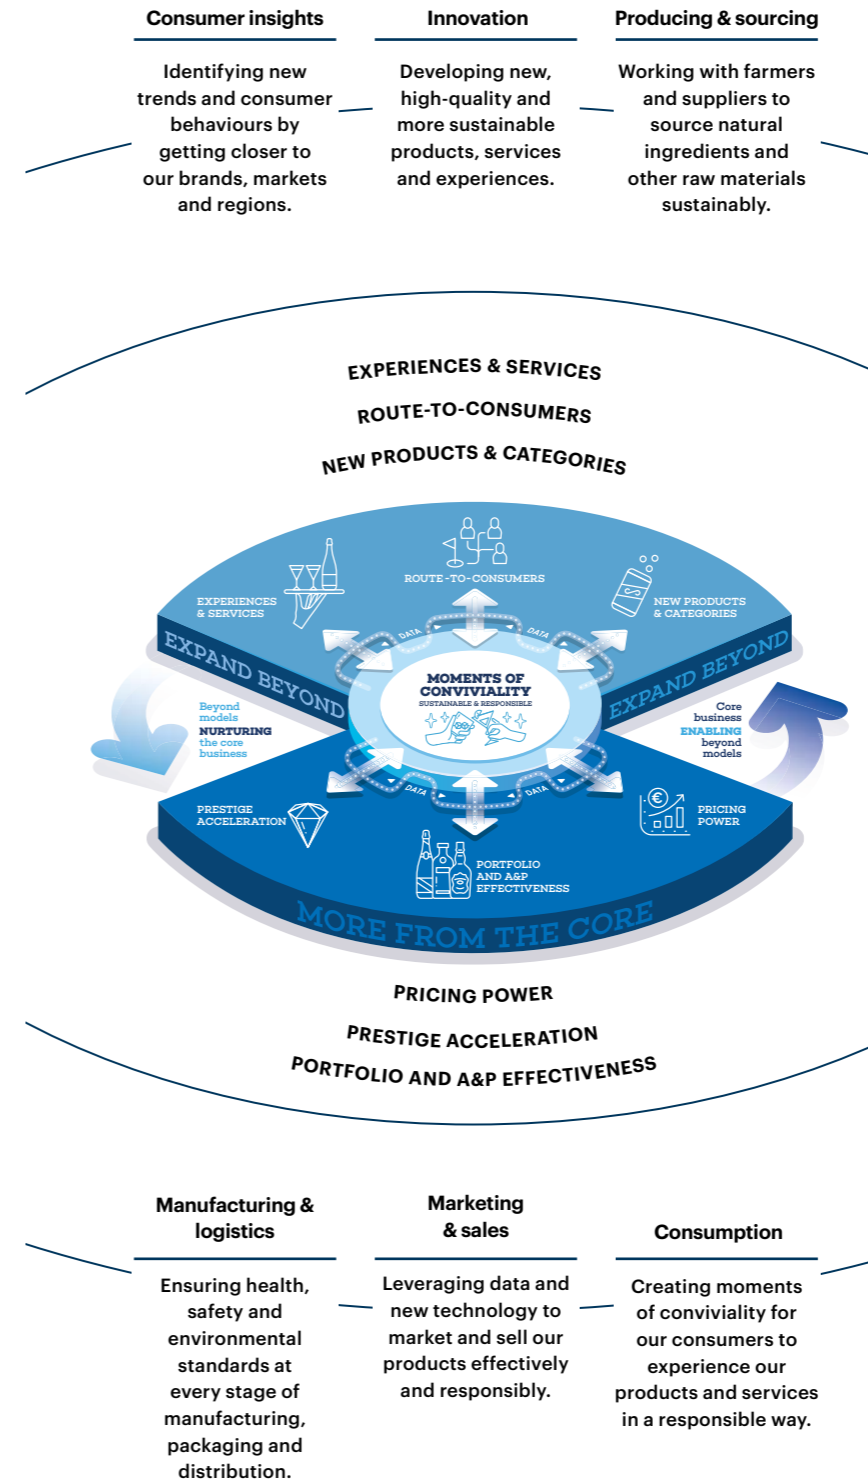 Consumer insights
Identifying new
trends and consumer
behaviours by
getting closer to
our brands, markets
and regions.
Innovation
Developing new,
high-quality and
more sustainable
products, services
and experiences.
Producing & sourcing
Working with farmers
and suppliers to
source natural
ingredients and
other raw materials
sustainably.
EXPERIENCES & SERVICES
ROUTE-TO-CONSUMERS
NEW PRODUCTS & CATEGORIES
ROUTE-TO-CONSUMERS
EXPERIENCES
& SERVICES
NEW PRODUCTS
& CATEGORIES
DATA
DATA
EXPAND BEYOND
EXPAND BEYOND
MOMENTS OF
CONVIVIALITY
SUSTAINABLE & RESPONSIBLE
Beyond
models
NURTURING
the core
business
Core
business
ENABLING
beyond
models
DATA
DATA
PRESTIGE
ACCELERATION
€
PRICING
POWER
PORTFOLIO
AND A&P
EFFECTIVENESS
MORE FROM THE CORE
PRICING POWER
PRESTIGE ACCELERATION
PORTFOLIO AND A&P EFFECTIVENESS
Manufacturing &
logistics
Ensuring health,
safety and
environmental
standards at
every stage of
manufacturing,
packaging and
distribution.
Marketing
& sales
Leveraging data and
new technology to
market and sell our
products effectively
and responsibly.
Consumption
Creating moments
of conviviality for
our consumers to
experience our
products and services
in a responsible way.